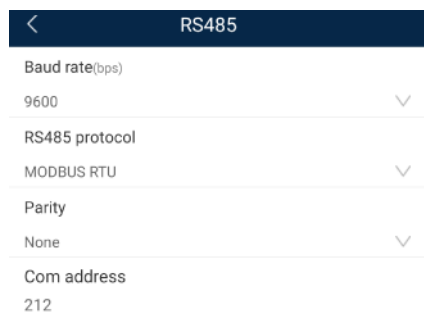 RS485
Baud rate(bps)
9600
RS485 protocol
MODBUS RTU
Parity
None
Com address
212